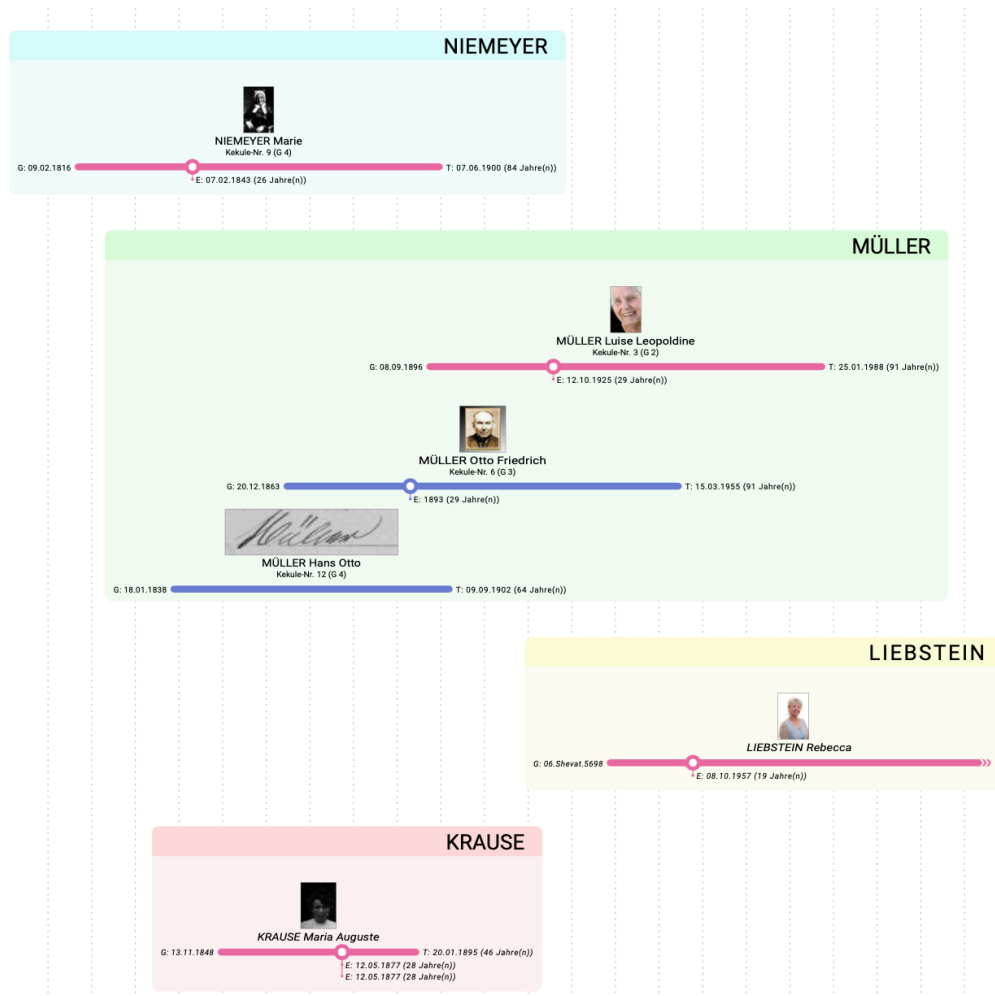 NIEMEYER
NIEMEYER Marie
Kekule-Nr. 9 (G 4)
G: 09.02.1816
T: 07.06.1900 (84 Jahre(n))
E: 07.02.1843 (26 Jahre(n))
MÜLLER
MÜLLER Luise Leopoldine
Kekule-Nr. 3 (G 2)
G: 08.09.1896
T: 25.01.1988 (91 Jahre(n))
E: 12.10.1925 (29 Jahre(n))
MÜLLER Otto Friedrich
Kekule-Nr. 6 (G 3)
G: 20.12.1863
T: 15.03.1955 (91 Jahre(n))
E: 1893 (29 Jahre(n))
Müller
MÜLLER Hans Otto
Kekule-Nr. 12 (G 4)
G: 18.01.1838
T: 09.09.1902 (64 Jahre(n))
LIEBSTEIN
LIEBSTEIN Rebecca
G: 06.Shevat.5698
E: 08.10.1957 (19 Jahre(n))
KRAUSE
KRAUSE Maria Auguste
G: 13.11.1848
T: 20.01.1895 (46 Jahre(n))
E: 12.05.1877 (28 Jahre(n))
E: 12.05.1877 (28 Jahre(n))